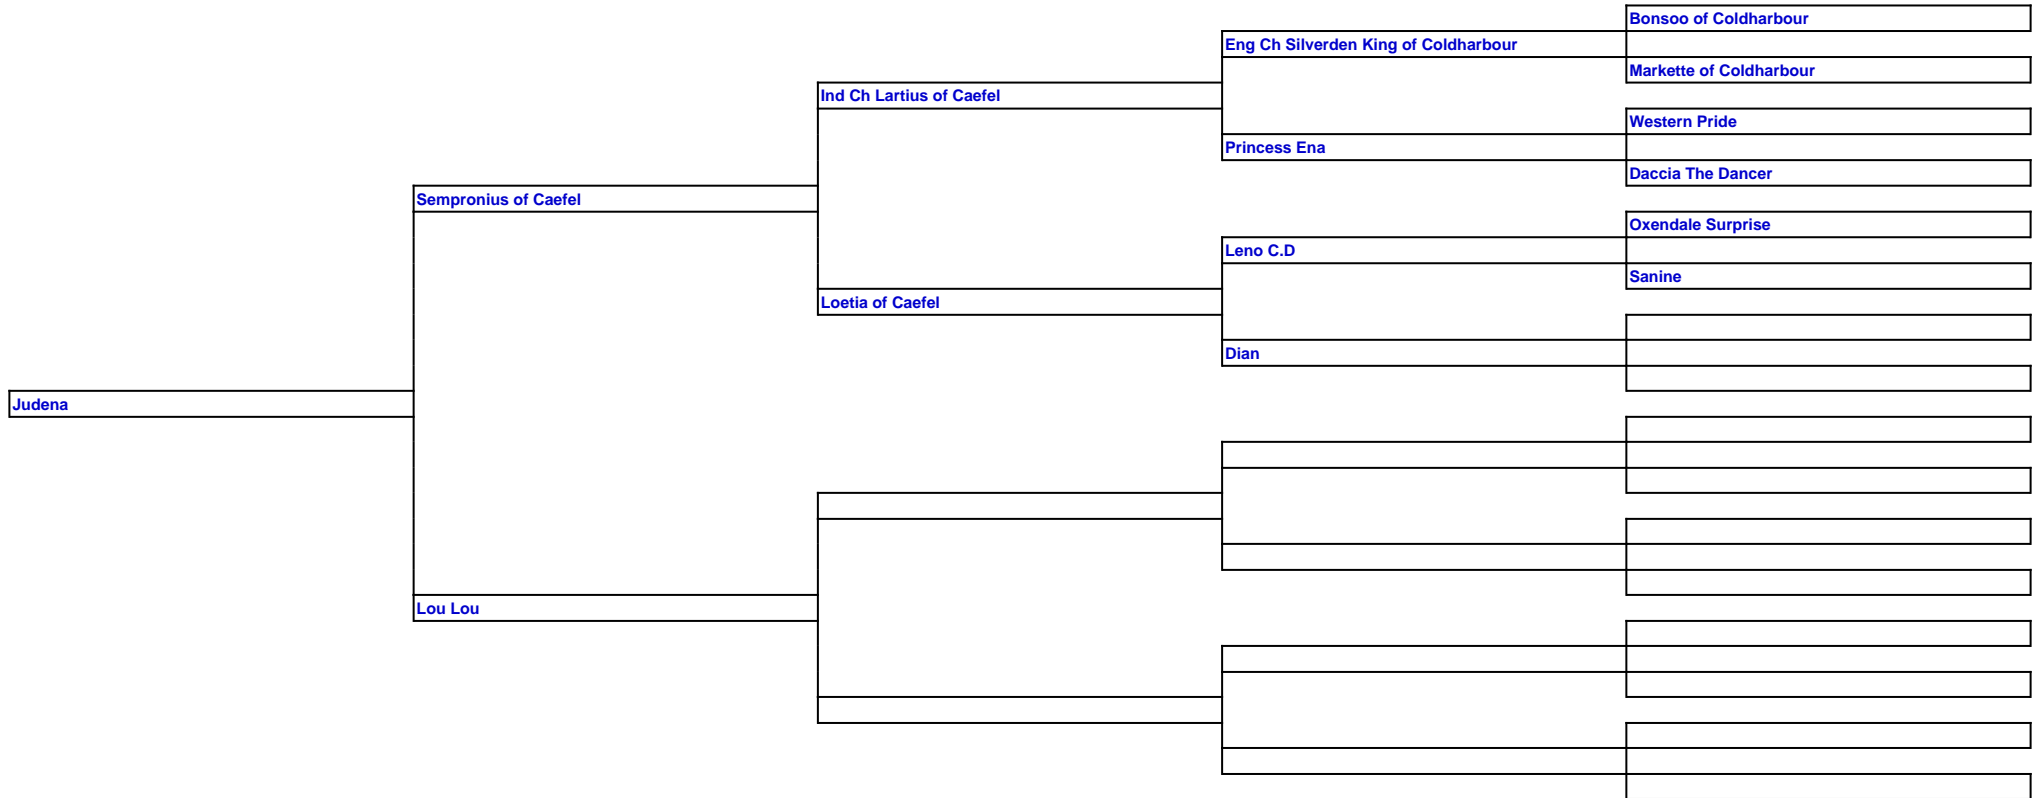 Bonsoo of Coldharbour
Eng Ch Silverden King of Coldharbour
Markette of Coldharbour
Ind Ch Lartius of Caefel
Western Pride
Princess Ena
Daccia The Dancer
Sempronius of Caefel
Oxendale Surprise
Leno C.D
Sanine
Loetia of Caefel
Dian
Judena
Lou Lou